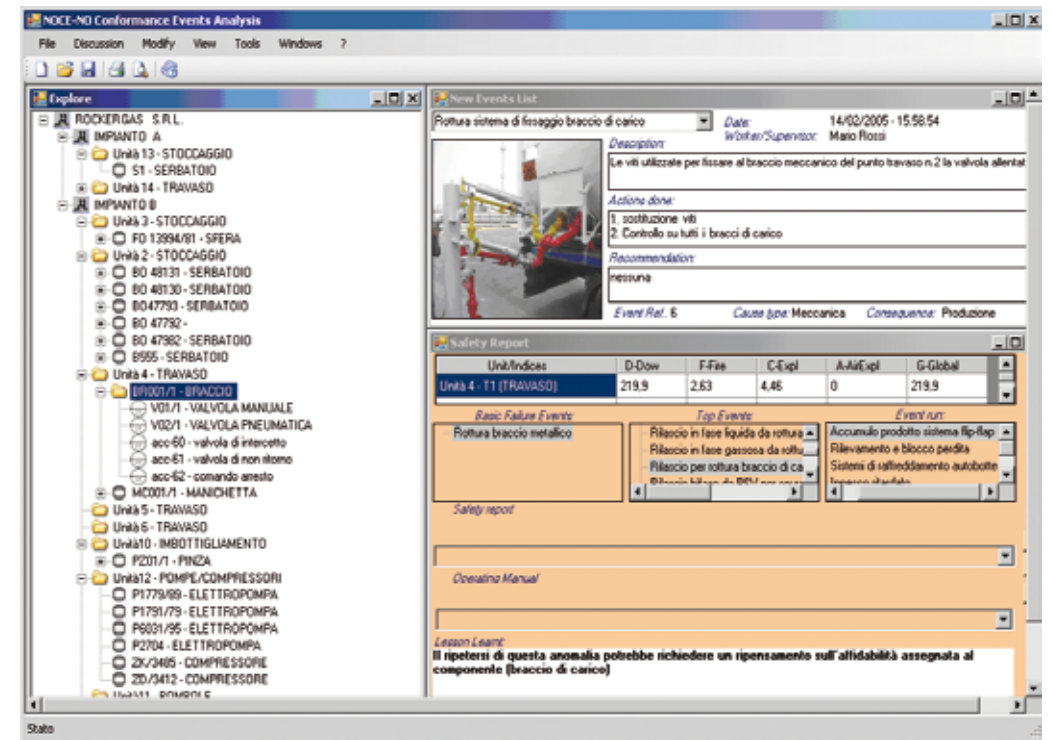 NOCE-NO Conformance Events Analysis
File Discussion Modify View Tools Windows ?
Explore
ROCKERGAS S.R.L.
IMPIANTO A
Unità 13 - STOCCAGGIO
S1 - SERBATOIO
Unità 14 - TRAVASO
IMPIANTO B
Unità 3 - STOCCAGGIO
FO 13994/81 - SFERA
Unità 2 - STOCCAGGIO
BO 48131 - SERBATOIO
BO 48130 - SERBATOIO
BO47793 - SERBATOIO
BO 47792 -
BO 47982 - SERBATOIO
B555 - SERBATOIO
Unità 4 - TRAVASO
BR001/1 - BRACCIO
V01/1 - VALVOLA MANUALE
V02/1 - VALVOLA PNEUMATICA
acc-60 - valvola di intercetto
acc-61 - valvola di non ritorno
acc-62 - comando arresto
MC001/1 - MANICHETTA
Unità 5 - TRAVASO
Unità 6 - TRAVASO
Unità10 - IMBOTTIGLIAMENTO
PZ01/1 - PINZA
Unità12 - POMPE/COMPRESSORI
P1779/89 - ELETTROPOMPA
P1791/79 - ELETTROPOMPA
P6031/95 - ELETTROPOMPA
P2704 - ELETTROPOMPA
ZK/3485 - COMPRESSORE
ZD/3412 - COMPRESSORE
Unità11 - BOMBOLE
New Events List
Rottura sistema di fissaggio braccio di carico
Date: 14/02/2005 - 15.58.54
Worker/Supervisor: Mario Rossi
Description:
Le viti utilizzate per fissare al braccio meccanico del punto travaso n.2 la valvola allentat
Actions done:
1. sostituzione viti
2. Controllo su tutti i bracci di carico
Recommendation:
nessuna
Event Ref.: 6 Cause type: Meccanica Consequence: Produzione
Safety Report
Unit/Indices D-Dow F-Fire C-Expl A-AirExpl G-Global
Unità 4 - T1 (TRAVASO) 219,9 2,63 4,46 0 219,9
Basic Failure Events: Top Events: Event run:
Rottura braccio metallico
Rilascio in fase liquida da rottura
Rilascio in fase gassosa da rottu
Rilascio per rottura braccio di ca
Accumulo prodotto sistema flip-flap
Rilevamento e blocco perdita
Sistemi di raffreddamento autobotte
Safety report
Operating Manual
Lesson Learnt:
Il ripetersi di questa anomalia potrebbe richiedere un ripensamento sull'affidabilità assegnata al
componente (braccio di carico)
Stato